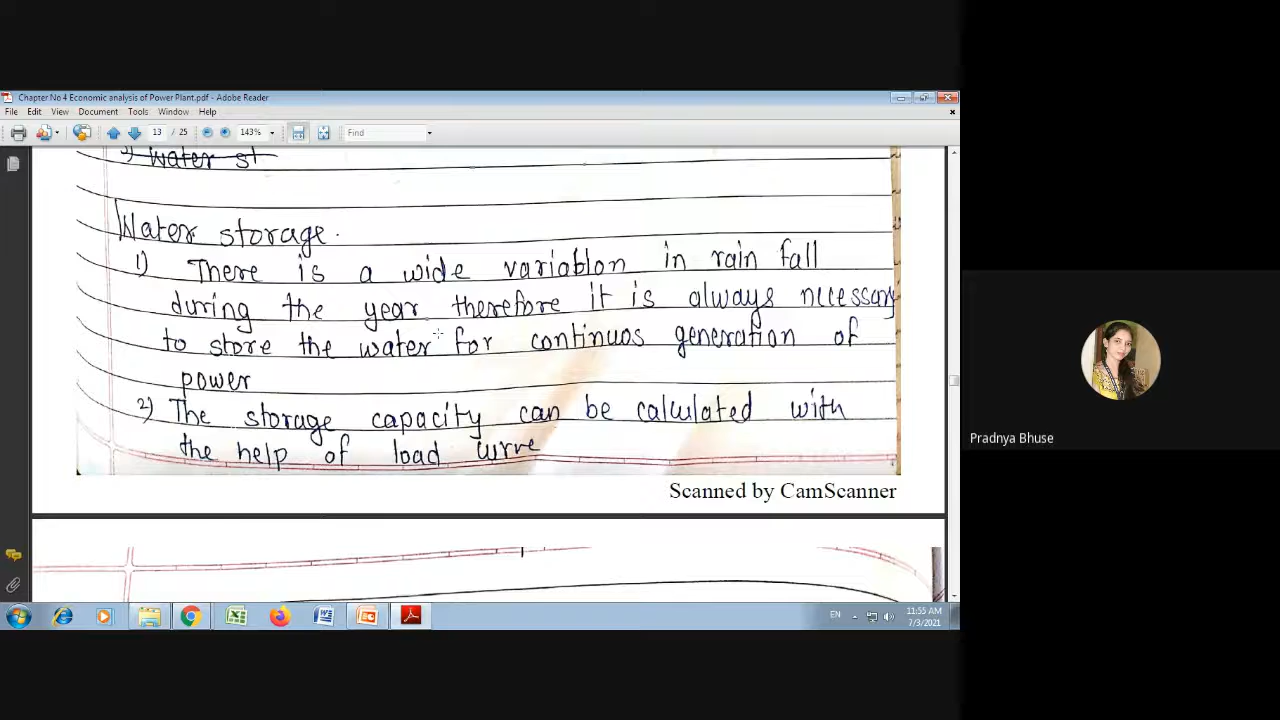 Chapter No 4 Economic analysis of Power Plant.pdf - Adobe Reader
File Edit View Document Tools Window Help
13 / 25 143% Find
Water storage.
1) There is a wide variation in rain fall
during the year therefore it is always necessary
to store the water for continuos generation of
power
2) The storage capacity can be calculated with
the help of load curve
Scanned by CamScanner
Pradnya Bhuse
EN
11:55 AM
7/3/2021